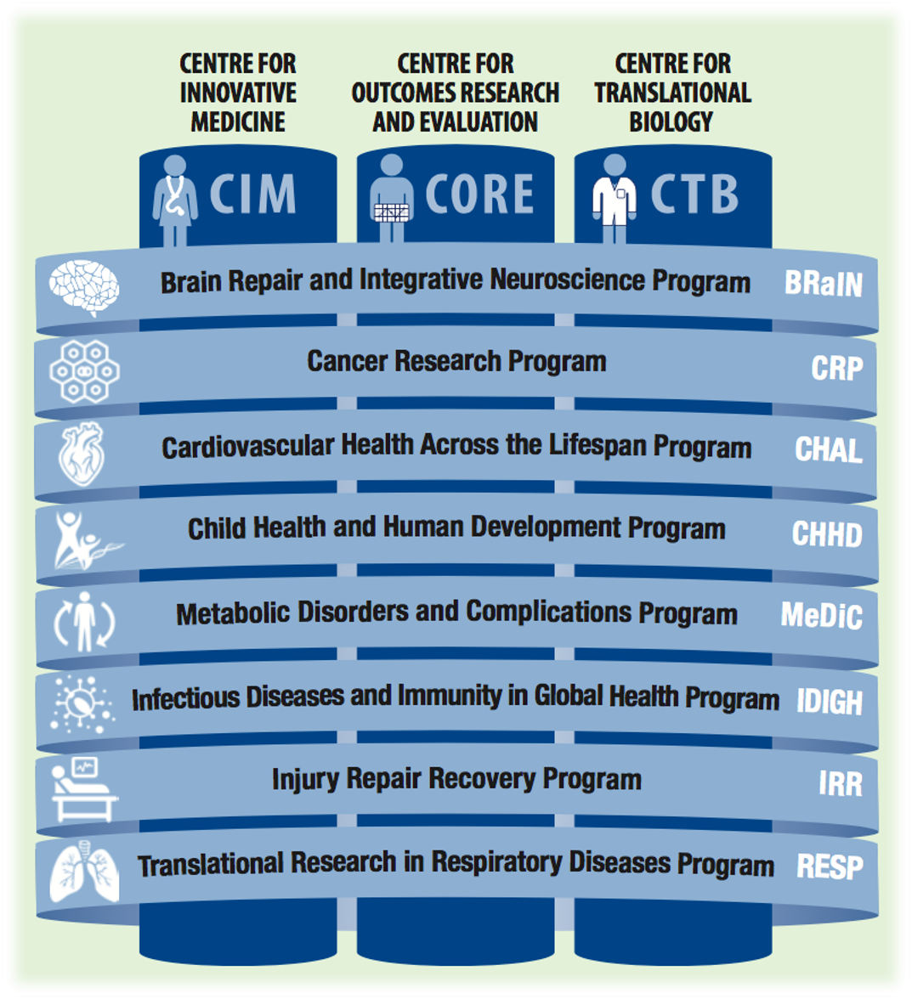 CENTRE FOR
INNOVATIVE
MEDICINE
CENTRE FOR
OUTCOMES RESEARCH
AND EVALUATION
CENTRE FOR
TRANSLATIONAL
BIOLOGY
CIM
CORE
CTB
Brain Repair and Integrative Neuroscience Program BRaIN
Cancer Research Program CRP
Cardiovascular Health Across the Lifespan Program CHAL
Child Health and Human Development Program CHHD
Metabolic Disorders and Complications Program MeDiC
Infectious Diseases and Immunity in Global Health Program IDIGH
Injury Repair Recovery Program IRR
Translational Research in Respiratory Diseases Program RESP